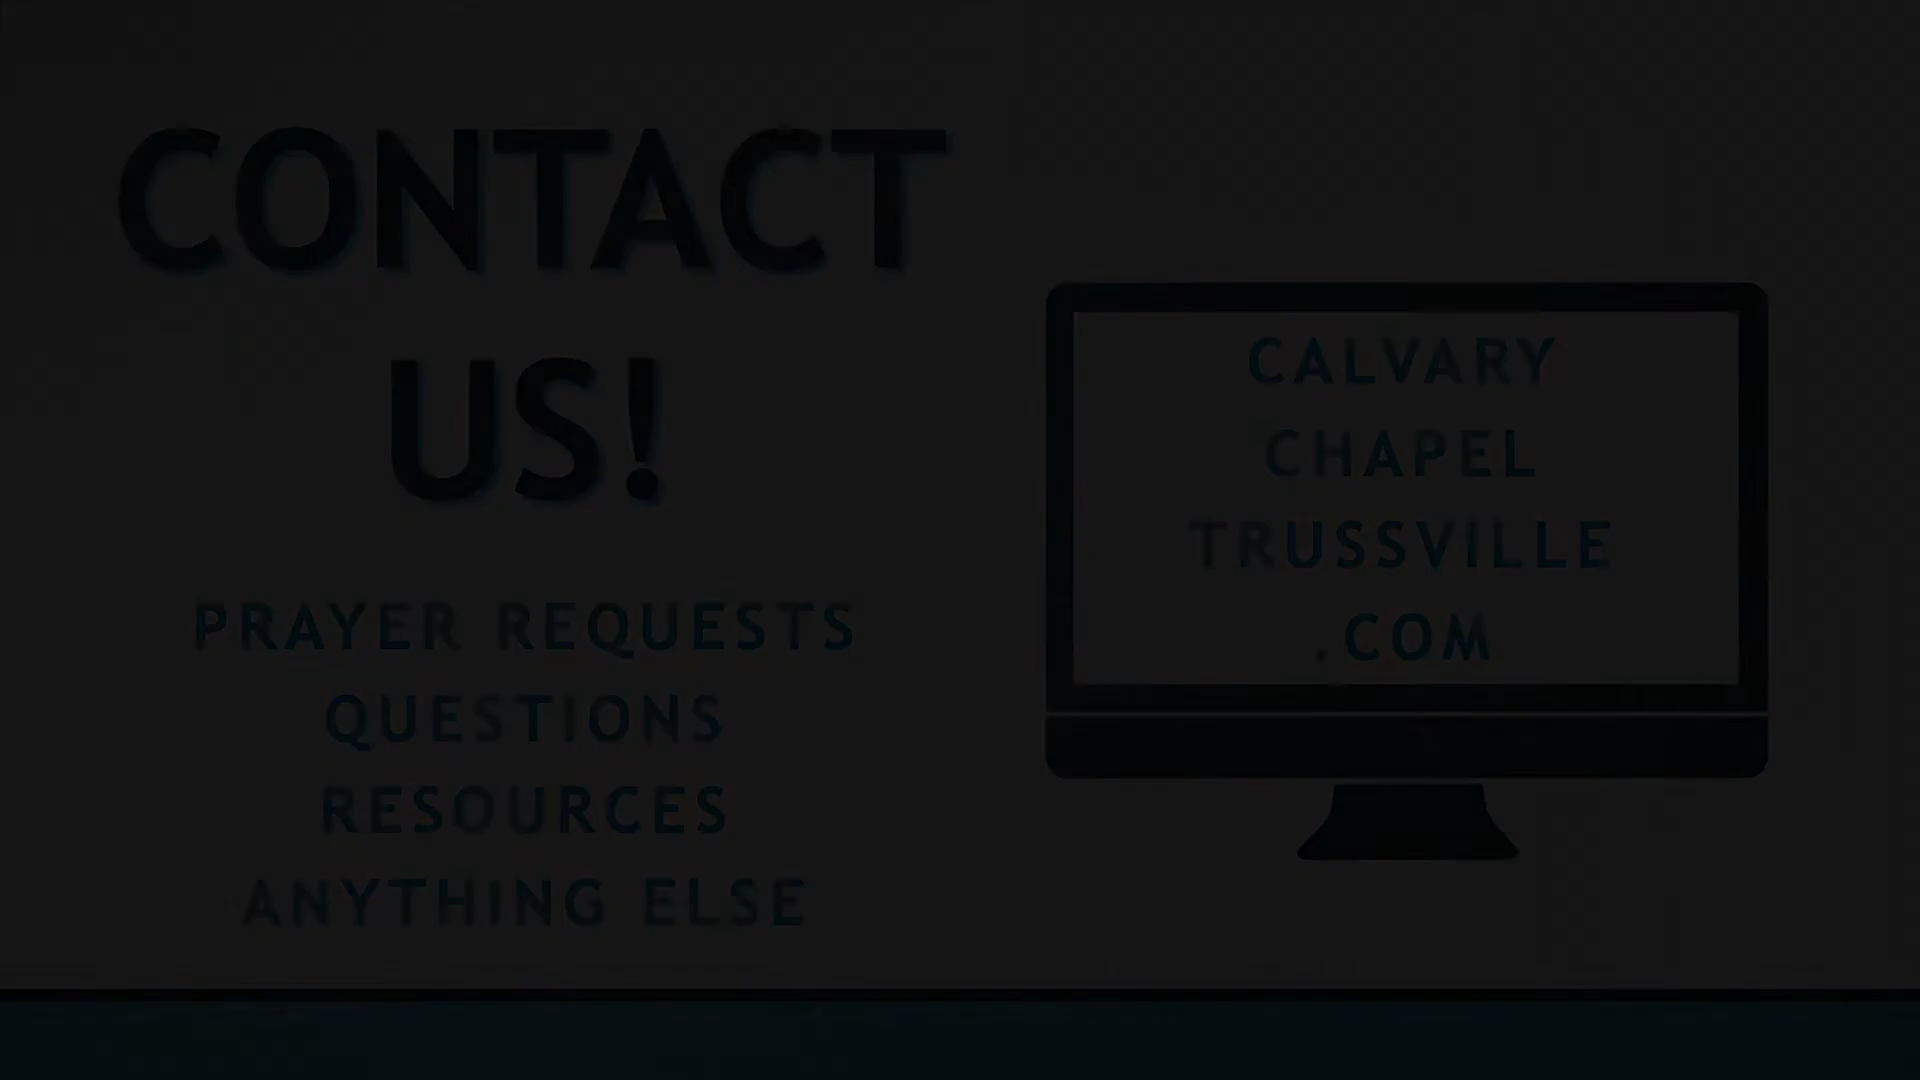 CONTACT
US!
PRAYER REQUESTS
QUESTIONS
RESOURCES
ANYTHING ELSE
CALVARY
CHAPEL
TRUSSVILLE
.COM